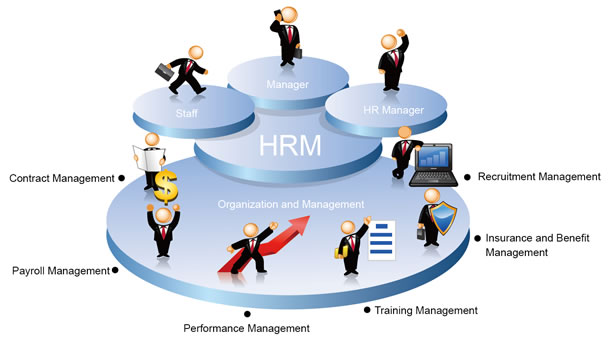 Manager
Staff
HR Manager
HRM
Contract Management
Recruitment Management
Organization and Management
Insurance and Benefit
Management
Payroll Management
Training Management
Performance Management